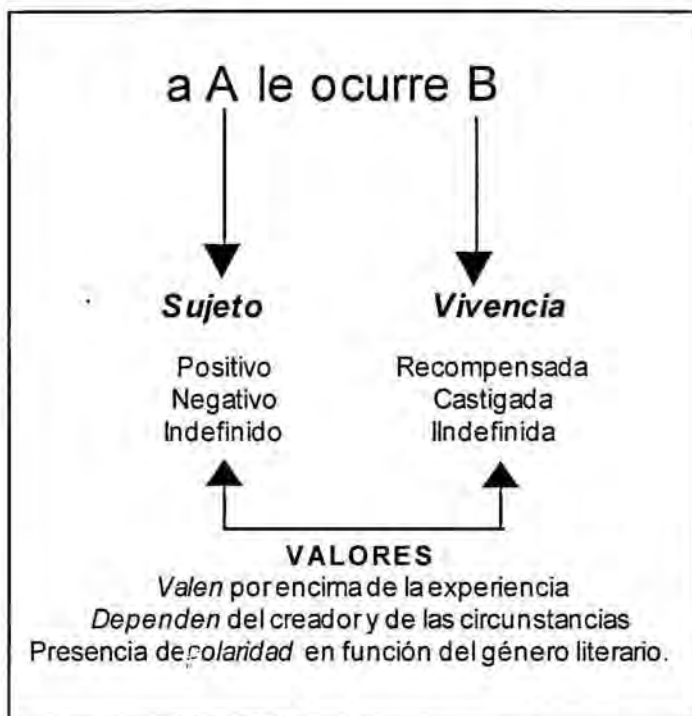 a A le ocurre B
Sujeto Vivencia
Positivo Recompensada
Negativo Castigada
Indefinido IIndefinida
VALORES
Valen por encima de la experiencia
Dependen del creador y de las circunstancias
Presencia de polaridad en función del género literario.